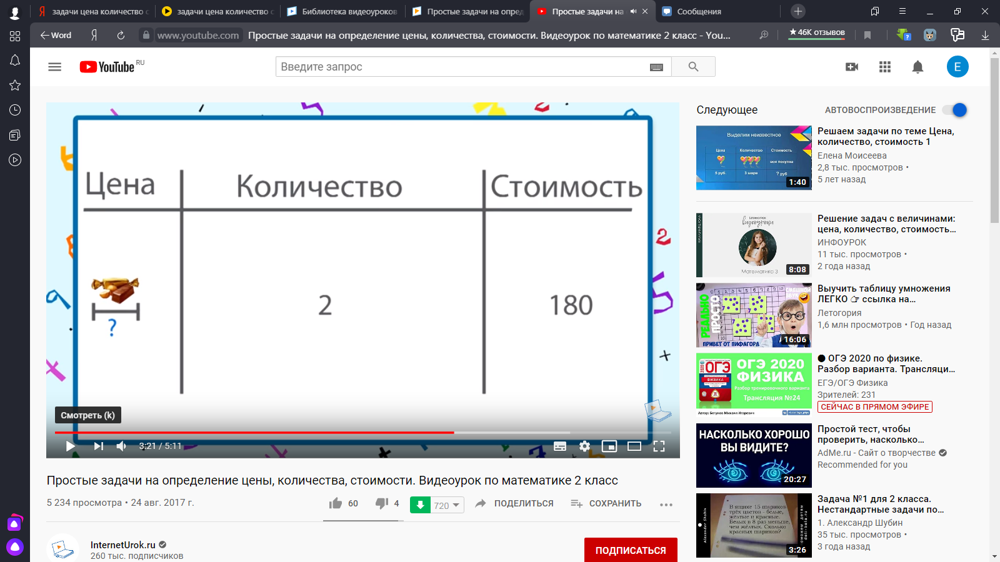 задачи цена количество с
задачи цена количество с
Библиотека видеоуроков
Простые задачи на опред
Простые задачи на
Сообщения
Word
www.youtube.com
Простые задачи на определение цены, количества, стоимости. Видеоурок по математике 2 класс - You...
★ 46K отзывов
YouTube RU
Введите запрос
E
Цена
Количество
Стоимость
2
180
?
Смотреть (k)
3:21 / 5:11
Простые задачи на определение цены, количества, стоимости. Видеоурок по математике 2 класс
5 234 просмотра • 24 авг. 2017 г.
60
4
720
ПОДЕЛИТЬСЯ
СОХРАНИТЬ
InternetUrok.ru
260 тыс. подписчиков
ПОДПИСАТЬСЯ
Следующее
АВТОВОСПРОИЗВЕДЕНИЕ
Выделим неизвестное
Цена
Количество
Стоимость
вся покупка
5 руб.
3 шара
? руб
1:40
Решаем задачи по теме Цена,
количество, стоимость 1
Елена Моисеева
2,8 тыс. просмотров •
5 лет назад
видеоуроки
Математика 3
8:08
Решение задач с величинами:
цена, количество, стоимость...
ИНФОУРОК
11 тыс. просмотров •
2 года назад
РЕАЛЬНО
ПРОСТО
СМЕШНОЙ
ПРИВЕТ ОТ ПИФАГОРА
16:06
Выучить таблицу умножения
ЛЕГКО 👉 ссылка на...
Летогория
1,6 млн просмотров • Год назад
ОГЭ
ФИЗИКА
ОГЭ 2020
ФИЗИКА
Разбор тренировочного варианта
Трансляция №24
Автор: Бегунов Михаил Игоревич
● ОГЭ 2020 по физике.
Разбор варианта. Трансляци...
ЕГЭ/ОГЭ Физика
Зрителей: 231
СЕЙЧАС В ПРЯМОМ ЭФИРЕ
НАСКОЛЬКО ХОРОШО
ВЫ ВИДИТЕ?
20:27
Простой тест, чтобы
проверить, насколько...
AdMe.ru - Сайт о творчестве
Recommended for you
Alexander Shubin
В ящике 15 шариков
трёх цветов - белые,
жёлтые и красные.
Белых в 8 раз меньше,
чем жёлтых. Сколько
красных шариков?
3:26
Задача №1 для 2 класса.
Нестандартные задачи по...
1. Александр Шубин
35 тыс. просмотров •
3 года назад